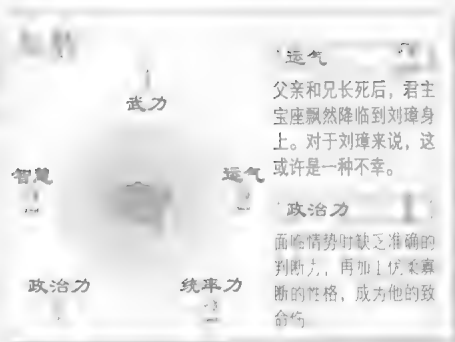 武力
智慧
运气
政治力
统率力
运气
父亲和兄长死后，君主
宝座飘然降临到刘璋身
上。对于刘璋来说，这
或许是一种不幸。
政治力
面临情势时缺乏准确的
判断力，再加上优柔寡
断的性格，成为他的致
命伤